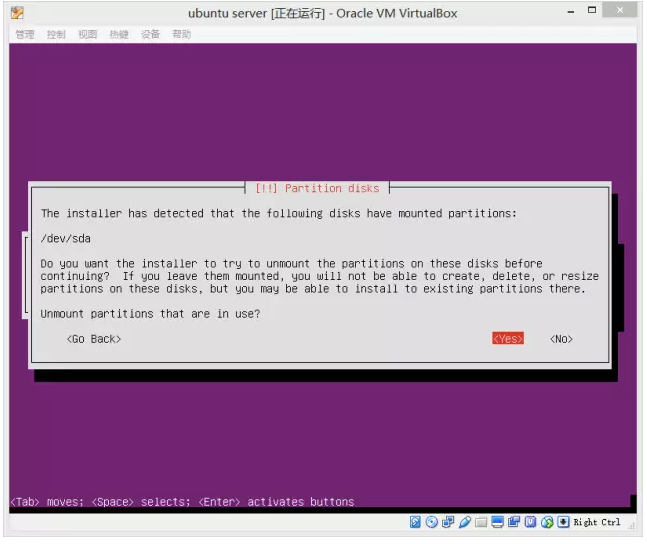 ubuntu server [正在运行] - Oracle VM VirtualBox
管理 控制 视图 热键 设备 帮助
[!!] Partition disks
The installer has detected that the following disks have mounted partitions:
/dev/sda
Do you want the installer to try to unmount the partitions on these disks before
continuing?  If you leave them mounted, you will not be able to create, delete, or resize
partitions on these disks, but you may be able to install to existing partitions there.
Unmount partitions that are in use?
<Go Back> <Yes> <No>
<Tab> moves; <Space> selects; <Enter> activates buttons
Right Ctrl